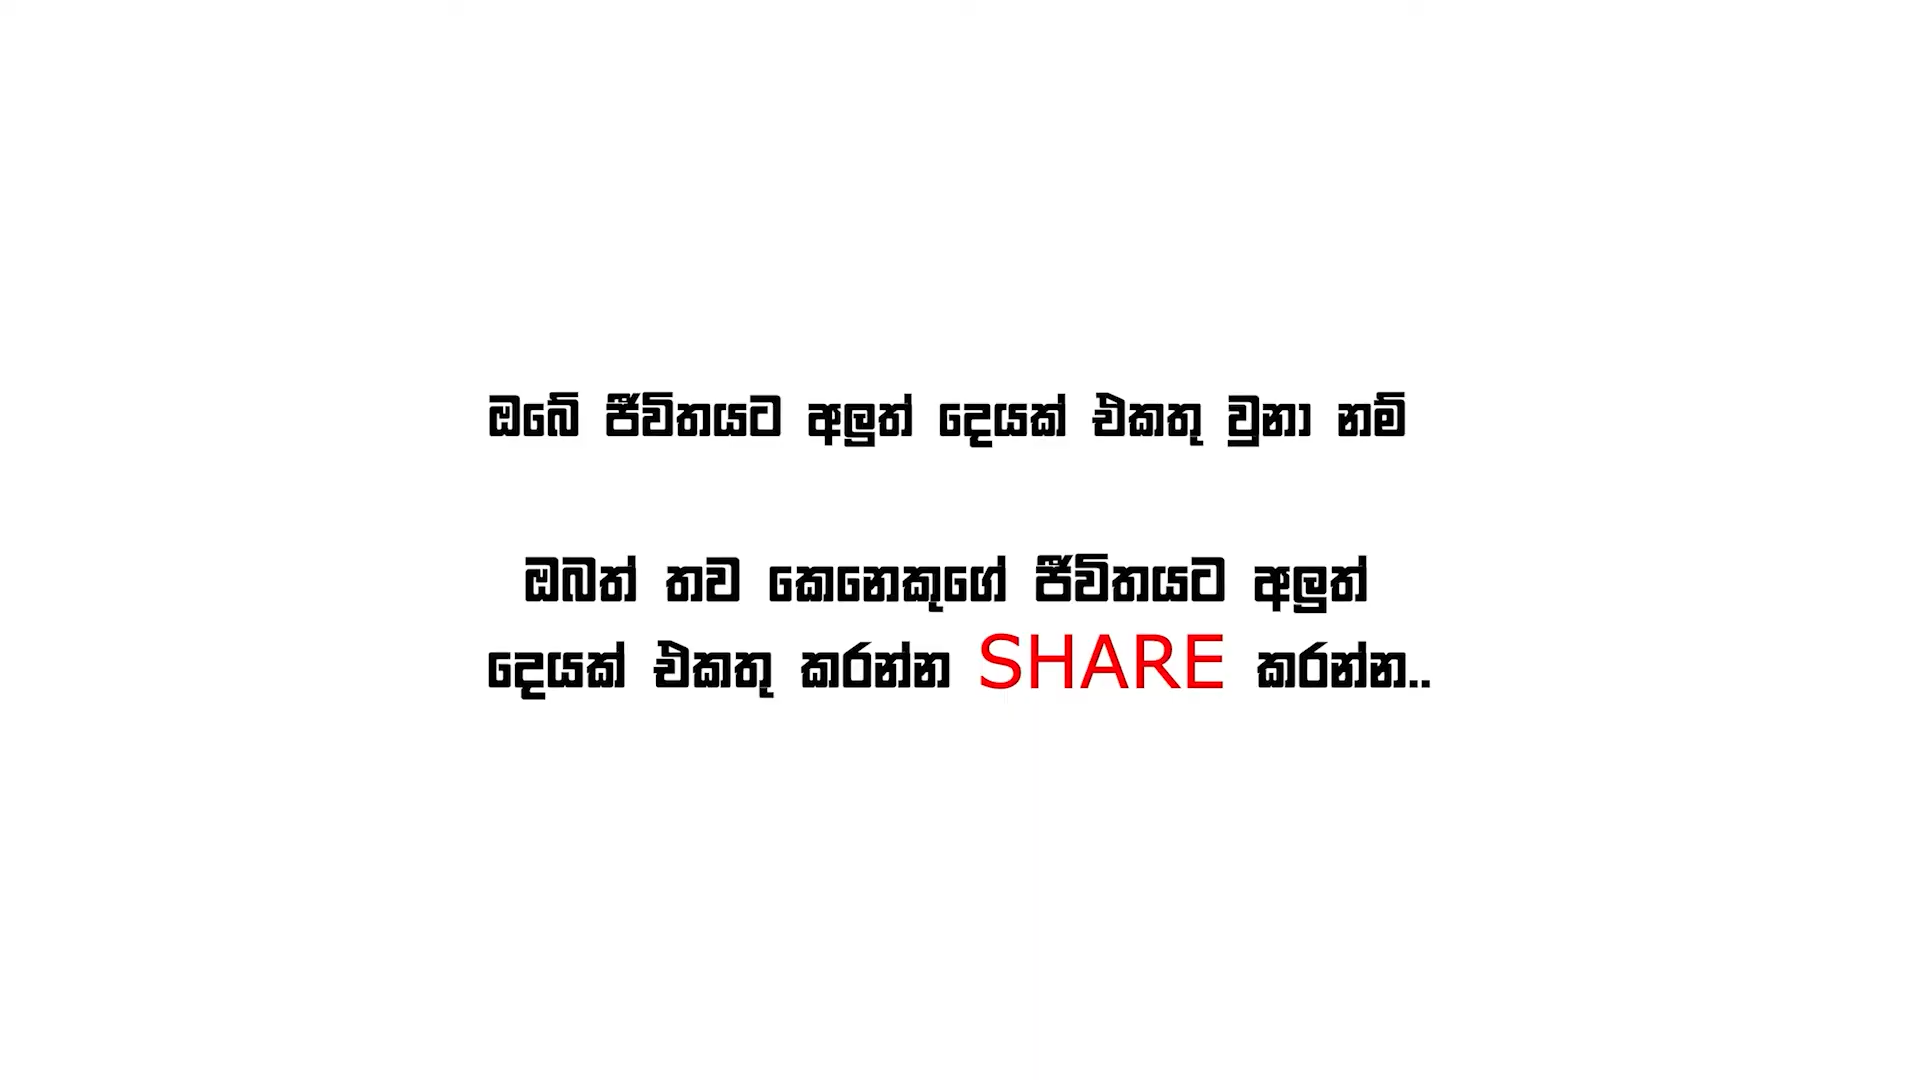 ඔබේ ජීවිතයට අලුත් දෙයක් එකතු වුනා නම්
ඔබත් තව කෙනෙකුගේ ජීවිතයට අලුත්
දෙයක් එකතු කරන්න SHARE කරන්න..